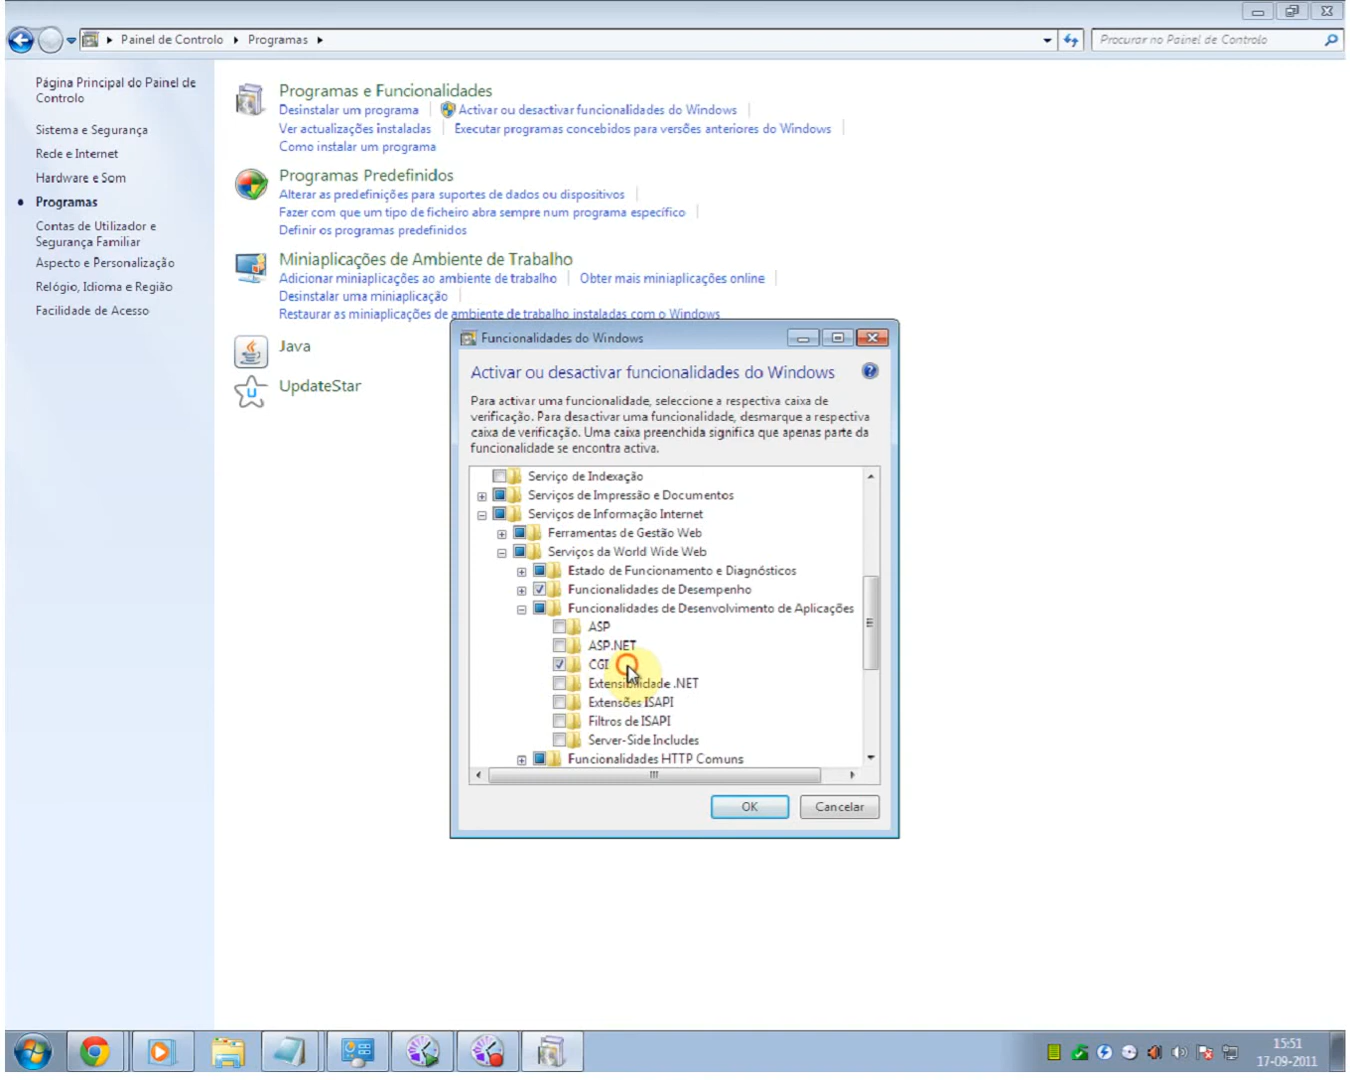 Painel de Controlo
Programas
Procurar no Painel de Controlo
Página Principal do Painel de
Controlo
Sistema e Segurança
Rede e Internet
Hardware e Som
Programas
Contas de Utilizador e
Segurança Familiar
Aspecto e Personalização
Relógio, Idioma e Região
Facilidade de Acesso
Programas e Funcionalidades
Desinstalar um programa
Activar ou desactivar funcionalidades do Windows
Ver actualizações instaladas
Executar programas concebidos para versões anteriores do Windows
Como instalar um programa
Programas Predefinidos
Alterar as predefinições para suportes de dados ou dispositivos
Fazer com que um tipo de ficheiro abra sempre num programa específico
Definir os programas predefinidos
Miniaplicações de Ambiente de Trabalho
Adicionar miniaplicações ao ambiente de trabalho
Obter mais miniaplicações online
Desinstalar uma miniaplicação
Restaurar as miniaplicações de ambiente de trabalho instaladas com o Windows
Java
UpdateStar
Funcionalidades do Windows
Activar ou desactivar funcionalidades do Windows
Para activar uma funcionalidade, seleccione a respectiva caixa de
verificação. Para desactivar uma funcionalidade, desmarque a respectiva
caixa de verificação. Uma caixa preenchida significa que apenas parte da
funcionalidade se encontra activa.
Serviço de Indexação
Serviços de Impressão e Documentos
Serviços de Informação Internet
Ferramentas de Gestão Web
Serviços da World Wide Web
Estado de Funcionamento e Diagnósticos
Funcionalidades de Desempenho
Funcionalidades de Desenvolvimento de Aplicações
ASP
ASP.NET
CGI
Extensibilidade .NET
Extensões ISAPI
Filtros de ISAPI
Server-Side Includes
Funcionalidades HTTP Comuns
OK
Cancelar
15:51
17-09-2011